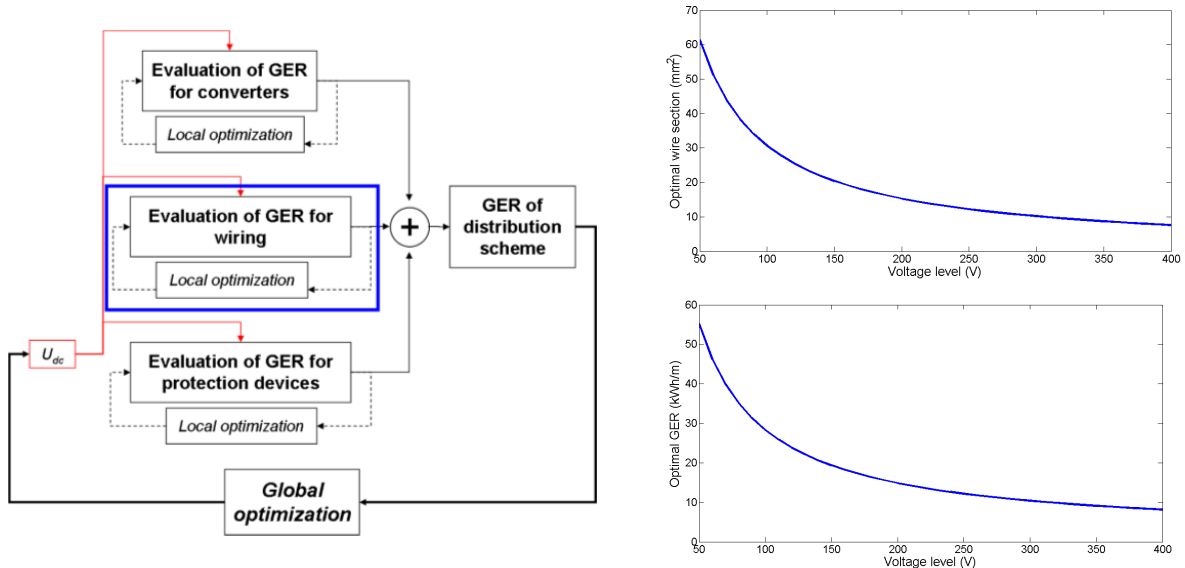 Evaluation of GER
for converters
Local optimization
Evaluation of GER for
wiring
Local optimization
+
GER of
distribution
scheme
U_dc
Evaluation of GER for
protection devices
Local optimization
Global
optimization
Optimal wire section (mm²)
70
60
50
40
30
20
10
0
50 100 150 200 250 300 350 400
Voltage level (V)
Optimal GER (kWh/m)
60
50
40
30
20
10
0
50 100 150 200 250 300 350 400
Voltage level (V)